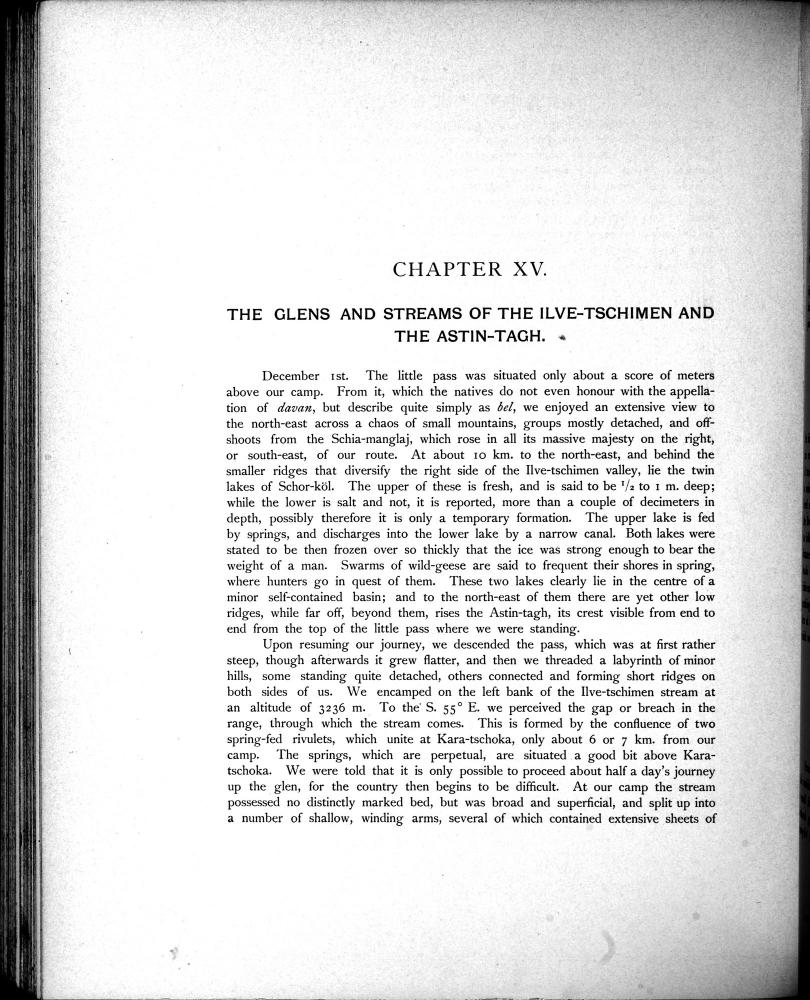 CHAPTER XV.
THE GLENS AND STREAMS OF THE ILVE-TSCHIMEN AND
THE ASTIN-TAGH.
December 1st. The little pass was situated only about a score of meters
above our camp. From it, which the natives do not even honour with the appella-
tion of davan, but describe quite simply as bel, we enjoyed an extensive view to
the north-east across a chaos of small mountains, groups mostly detached, and off-
shoots from the Schia-manglaj, which rose in all its massive majesty on the right,
or south-east, of our route. At about 10 km. to the north-east, and behind the
smaller ridges that diversify the right side of the Ilve-tschimen valley, lie the twin
lakes of Schor-köl. The upper of these is fresh, and is said to be 1/2 to 1 m. deep;
while the lower is salt and not, it is reported, more than a couple of decimeters in
depth, possibly therefore it is only a temporary formation. The upper lake is fed
by springs, and discharges into the lower lake by a narrow canal. Both lakes were
stated to be then frozen over so thickly that the ice was strong enough to bear the
weight of a man. Swarms of wild-geese are said to frequent their shores in spring,
where hunters go in quest of them. These two lakes clearly lie in the centre of a
minor self-contained basin; and to the north-east of them there are yet other low
ridges, while far off, beyond them, rises the Astin-tagh, its crest visible from end to
end from the top of the little pass where we were standing.
Upon resuming our journey, we descended the pass, which was at first rather
steep, though afterwards it grew flatter, and then we threaded a labyrinth of minor
hills, some standing quite detached, others connected and forming short ridges on
both sides of us. We encamped on the left bank of the Ilve-tschimen stream at
an altitude of 3236 m. To the S. 55° E. we perceived the gap or breach in the
range, through which the stream comes. This is formed by the confluence of two
spring-fed rivulets, which unite at Kara-tschoka, only about 6 or 7 km. from our
camp. The springs, which are perpetual, are situated a good bit above Kara-
tschoka. We were told that it is only possible to proceed about half a day's journey
up the glen, for the country then begins to be difficult. At our camp the stream
possessed no distinctly marked bed, but was broad and superficial, and split up into
a number of shallow, winding arms, several of which contained extensive sheets of